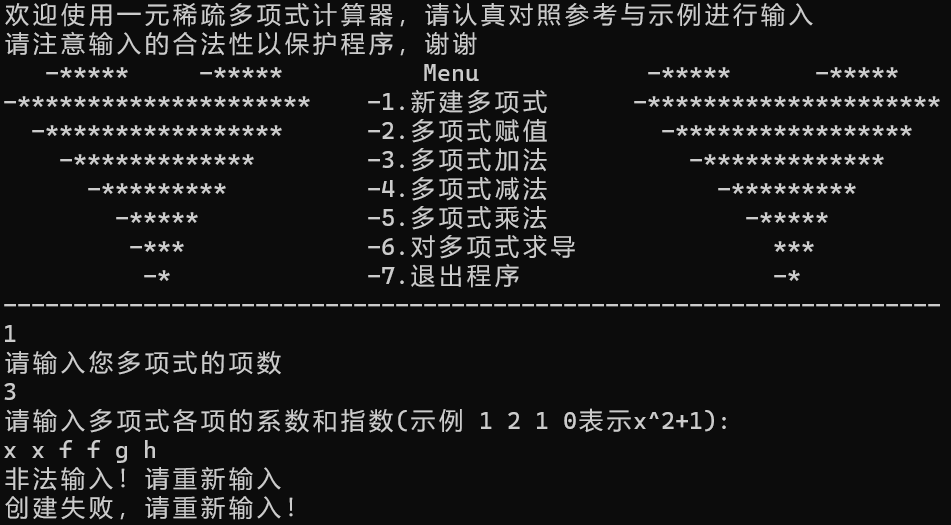 欢迎使用一元稀疏多项式计算器，请认真对照参考与示例进行输入
请注意输入的合法性以保护程序，谢谢
   -*****     -*****          Menu            -*****      -*****
-*********************    -1.新建多项式      -*********************
  -*****************      -2.多项式赋值        -*****************
    -*************        -3.多项式加法          -*************
      -*********          -4.多项式减法            -*********
        -*****            -5.多项式乘法              -*****
         -***             -6.对多项式求导              ***
          -*              -7.退出程序                  -*
-------------------------------------------------------------------
1
请输入您多项式的项数
3
请输入多项式各项的系数和指数(示例 1 2 1 0表示x^2+1):
x x f f g h
非法输入！请重新输入
创建失败，请重新输入！